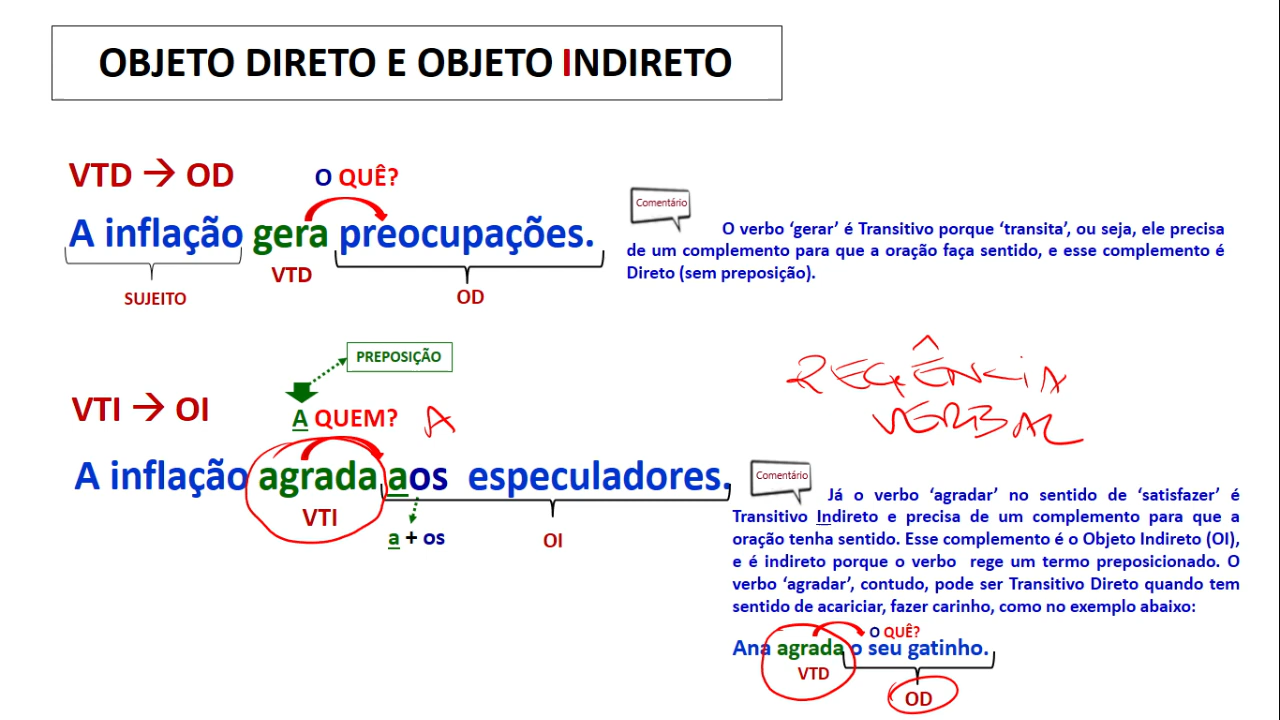 OBJETO DIRETO E OBJETO INDIRETO
VTD → OD
O QUÊ?
A inflação gera preocupações.
SUJEITO
VTD
OD
Comentário
O verbo ‘gerar’ é Transitivo porque ‘transita’, ou seja, ele precisa
de um complemento para que a oração faça sentido, e esse complemento é
Direto (sem preposição).
PREPOSIÇÃO
VTI → OI
A QUEM? A
REGÊNCIA
VERBAL
A inflação agrada aos especuladores.
VTI
a + os
OI
Comentário
Já o verbo ‘agradar’ no sentido de ‘satisfazer’ é
Transitivo Indireto e precisa de um complemento para que a
oração tenha sentido. Esse complemento é o Objeto Indireto (OI),
e é indireto porque o verbo rege um termo preposicionado. O
verbo ‘agradar’, contudo, pode ser Transitivo Direto quando tem
sentido de acariciar, fazer carinho, como no exemplo abaixo:
O QUÊ?
Ana agrada o seu gatinho.
VTD
OD